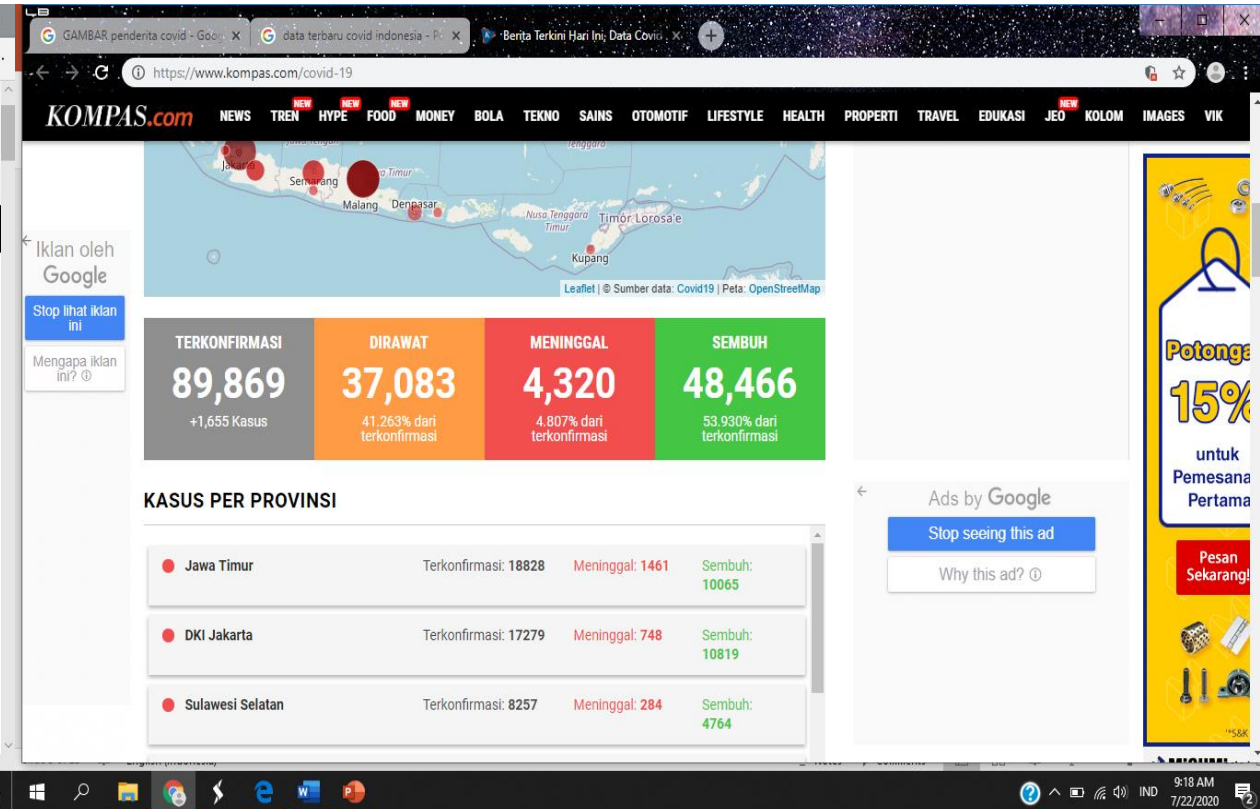 GAMBAR penderita covid - Goog
data terbaru covid indonesia - P
Berita Terkini Hari Ini, Data Covid
https://www.kompas.com/covid-19
KOMPAS.com
NEWS TREN NEW HYPE NEW FOOD NEW MONEY BOLA TEKNO SAINS OTOMOTIF LIFESTYLE HEALTH PROPERTI TRAVEL EDUKASI JEO NEW KOLOM IMAGES VIK
Jakarta
Semarang
Timur
Malang
Denpasar
Tenggara
Nusa Tenggara Timur
Timor Lorosa'e
Kupang
Leaflet | © Sumber data: Covid19 | Peta: OpenStreetMap
Iklan oleh
Google
Stop lihat iklan
ini
Mengapa iklan
ini?
TERKONFIRMASI
89,869
+1,655 Kasus
DIRAWAT
37,083
41.263% dari
terkonfirmasi
MENINGGAL
4,320
4.807% dari
terkonfirmasi
SEMBUH
48,466
53.930% dari
terkonfirmasi
KASUS PER PROVINSI
Jawa Timur Terkonfirmasi: 18828 Meninggal: 1461 Sembuh:
10065
DKI Jakarta Terkonfirmasi: 17279 Meninggal: 748 Sembuh:
10819
Sulawesi Selatan Terkonfirmasi: 8257 Meninggal: 284 Sembuh:
4764
Ads by Google
Stop seeing this ad
Why this ad?
Potonga
15%
untuk
Pemesana
Pertama
Pesan
Sekarang!
*S&K
IND
9:18 AM
7/22/2020